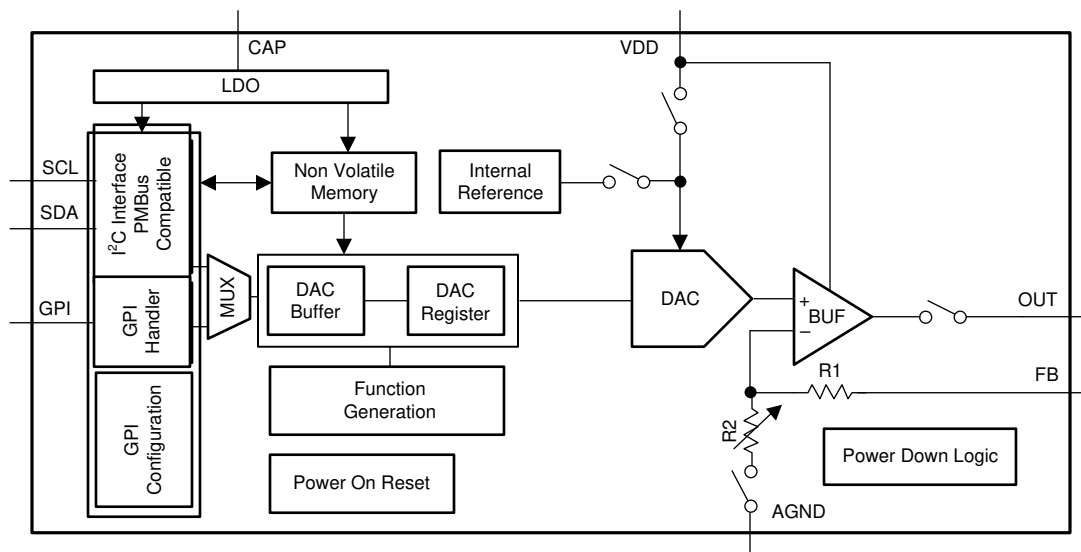 CAP
VDD
LDO
SCL
SDA
GPI
I²C Interface
PMBus
Compatible
Non Volatile
Memory
Internal
Reference
GPI
Handler
MUX
DAC
Buffer
DAC
Register
DAC
+
BUF
−
OUT
FB
R1
R2
GPI
Configuration
Function
Generation
Power On Reset
Power Down Logic
AGND